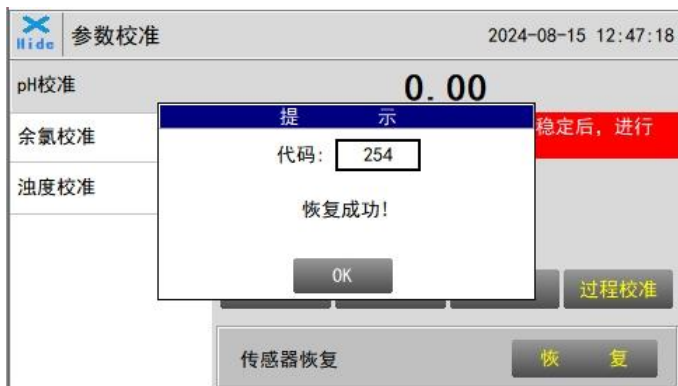 Hide
参数校准
2024-08-15 12:47:18
pH校准
0.00
余氯校准
稳定后，进行
浊度校准
提 示
代码: 254
恢复成功!
OK
过程校准
传感器恢复
恢 复